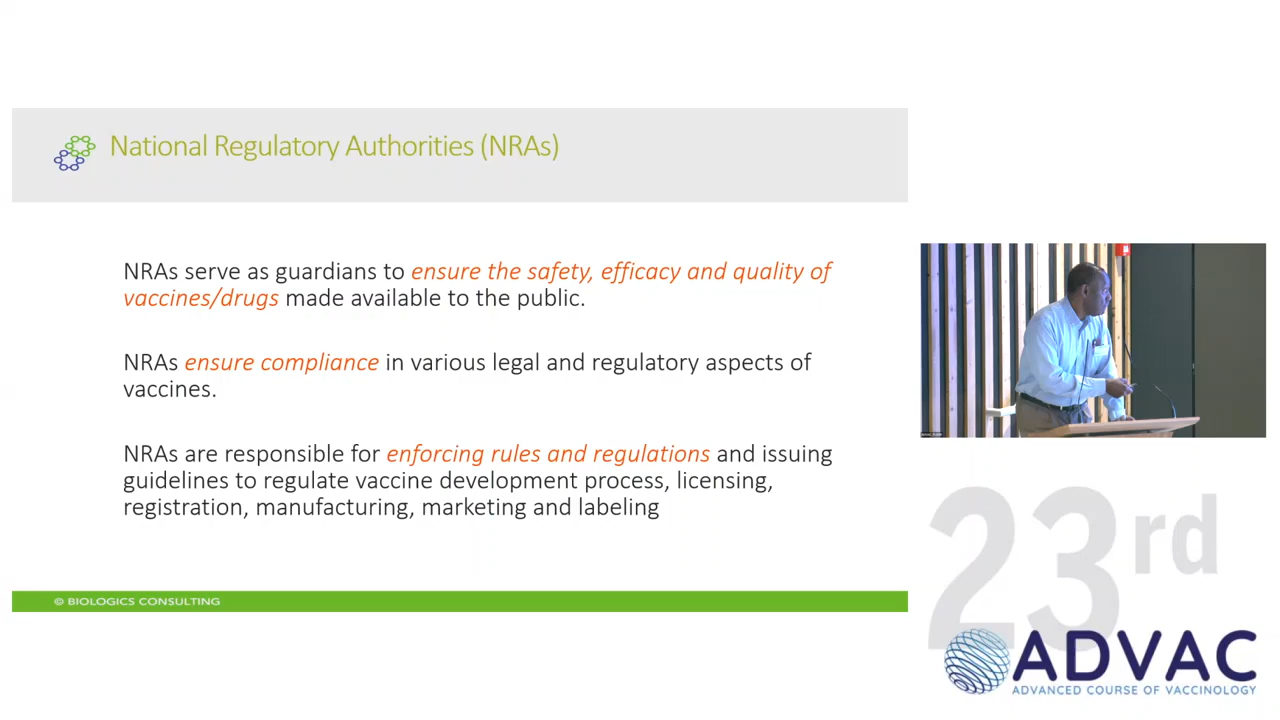 National Regulatory Authorities (NRAs)
NRAs serve as guardians to ensure the safety, efficacy and quality of
vaccines/drugs made available to the public.
NRAs ensure compliance in various legal and regulatory aspects of
vaccines.
NRAs are responsible for enforcing rules and regulations and issuing
guidelines to regulate vaccine development process, licensing,
registration, manufacturing, marketing and labeling
© BIOLOGICS CONSULTING
23rd
ADVAC
ADVANCED COURSE OF VACCINOLOGY